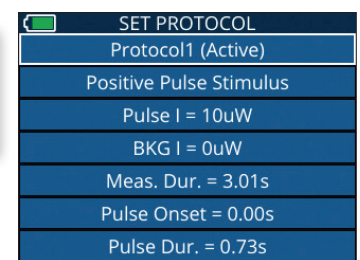 SET PROTOCOL
Protocol1 (Active)
Positive Pulse Stimulus
Pulse I = 10uW
BKG I = 0uW
Meas. Dur. = 3.01s
Pulse Onset = 0.00s
Pulse Dur. = 0.73s